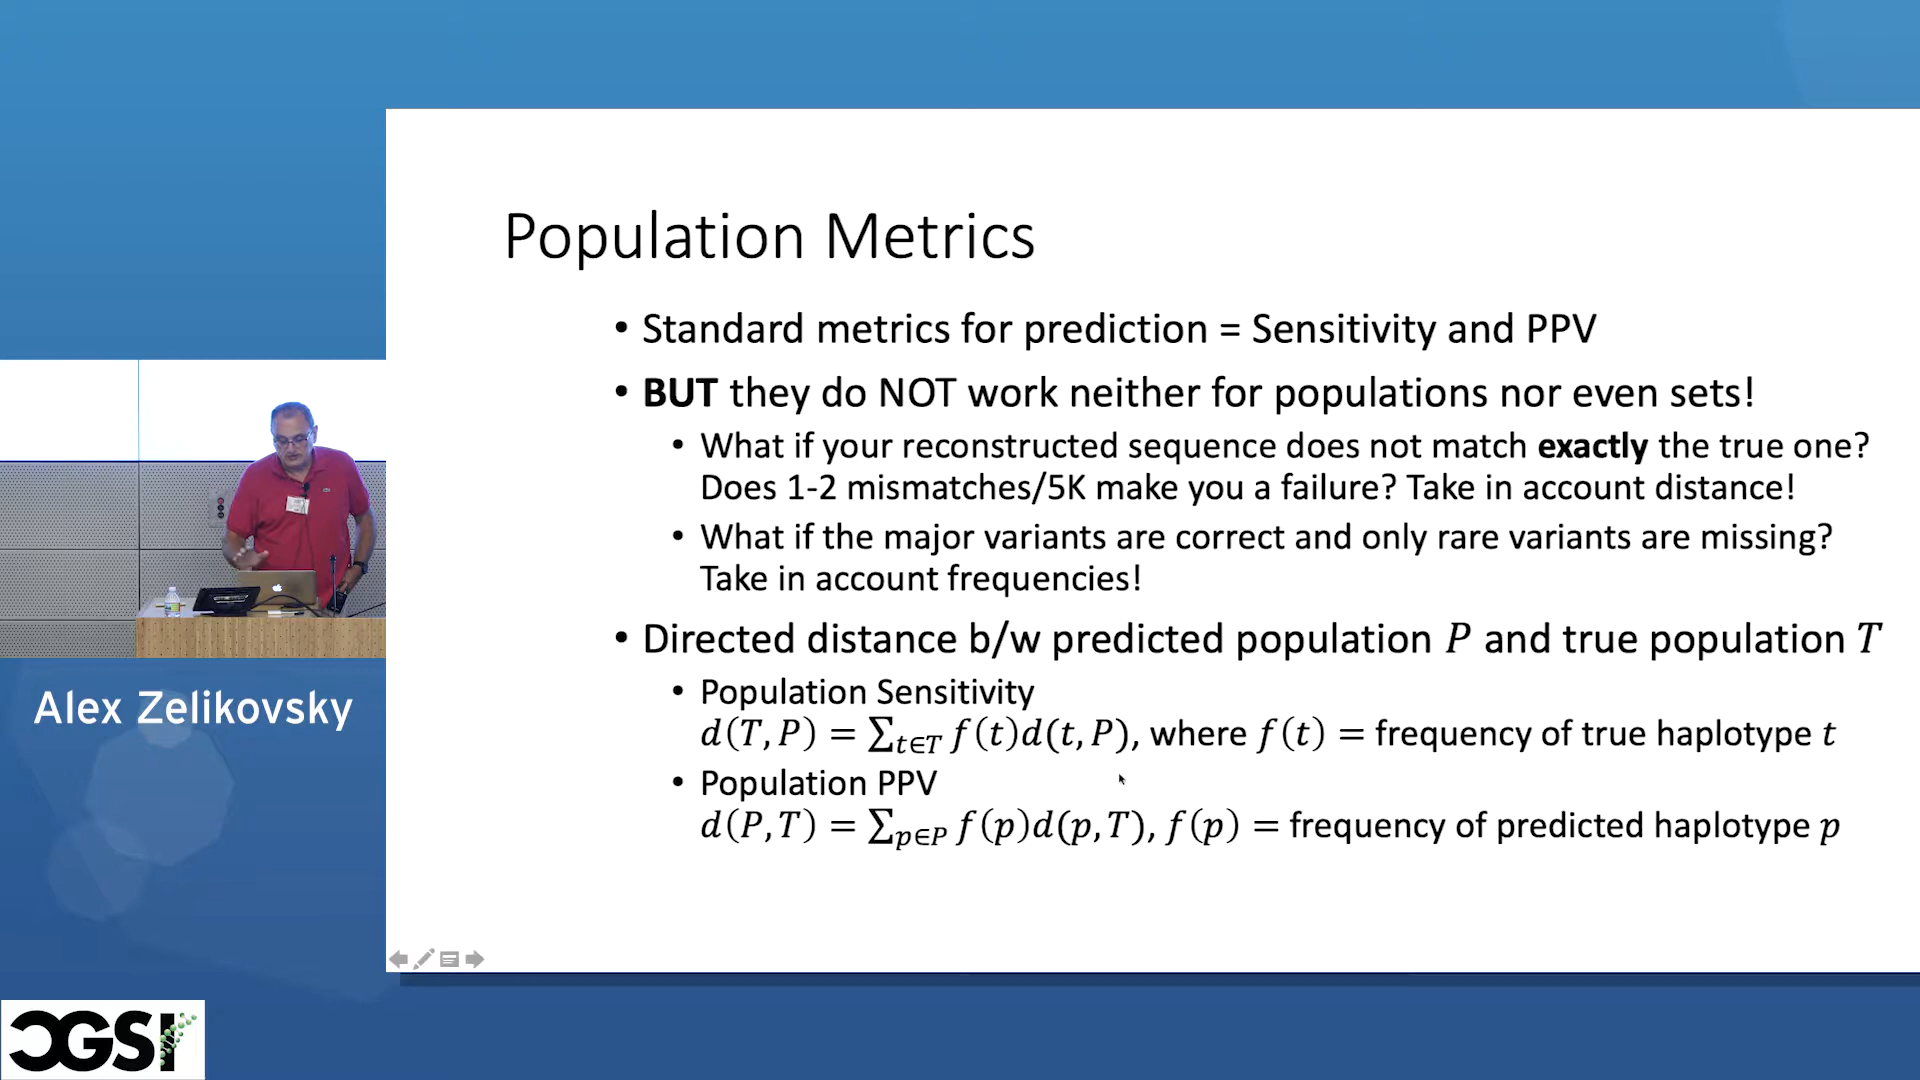 Population Metrics
• Standard metrics for prediction = Sensitivity and PPV
• BUT they do NOT work neither for populations nor even sets!
• What if your reconstructed sequence does not match exactly the true one?
Does 1-2 mismatches/5K make you a failure? Take in account distance!
• What if the major variants are correct and only rare variants are missing?
Take in account frequencies!
• Directed distance b/w predicted population P and true population T
• Population Sensitivity
d(T, P) = ∑_{t∈T} f(t)d(t, P), where f(t) = frequency of true haplotype t
• Population PPV
d(P, T) = ∑_{p∈P} f(p)d(p, T), f(p) = frequency of predicted haplotype p
Alex Zelikovsky
CGSI